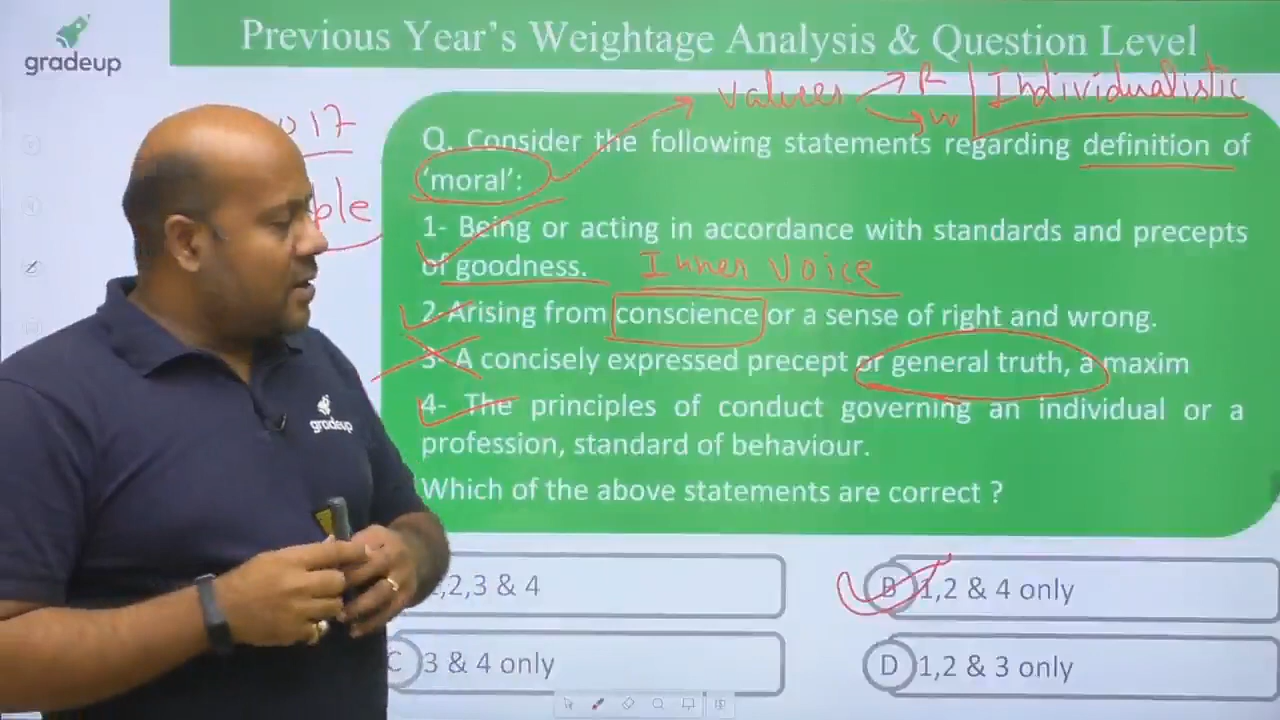 Previous Year's Weightage Analysis & Question Level
gradeup
values R W | Individualistic
017
ble
Q. Consider the following statements regarding definition of
'moral':
1- Being or acting in accordance with standards and precepts
of goodness. Inner Voice
2- Arising from conscience or a sense of right and wrong.
3- A concisely expressed precept or general truth, a maxim
4- The principles of conduct governing an individual or a
profession, standard of behaviour.
Which of the above statements are correct ?
gradeup
,2,3 & 4
B 1,2 & 4 only
C 3 & 4 only
D 1,2 & 3 only